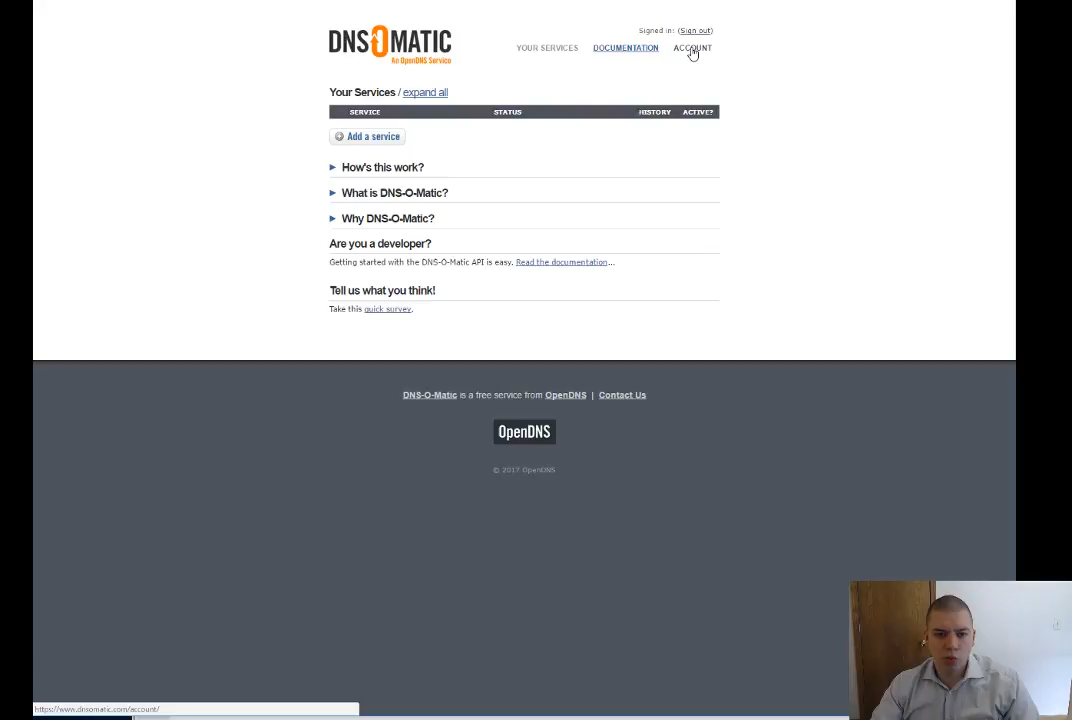 DNSOMATIC
An OpenDNS Service
Signed in: (Sign out)
YOUR SERVICES DOCUMENTATION ACCOUNT
Your Services / expand all
SERVICE STATUS HISTORY ACTIVE?
Add a service
How's this work?
What is DNS-O-Matic?
Why DNS-O-Matic?
Are you a developer?
Getting started with the DNS-O-Matic API is easy. Read the documentation...
Tell us what you think!
Take this quick survey.
DNS-O-Matic is a free service from OpenDNS | Contact Us
OpenDNS
© 2017 OpenDNS
https://www.dnsomatic.com/account/